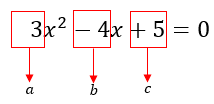 3x² − 4x + 5 = 0
a b c